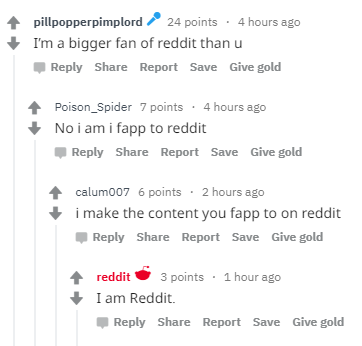 pillpopperpimplord 24 points · 4 hours ago
I'm a bigger fan of reddit than u
Reply Share Report Save Give gold
Poison_Spider 7 points · 4 hours ago
No i am i fapp to reddit
Reply Share Report Save Give gold
calum007 6 points · 2 hours ago
i make the content you fapp to on reddit
Reply Share Report Save Give gold
reddit 3 points · 1 hour ago
I am Reddit.
Reply Share Report Save Give gold